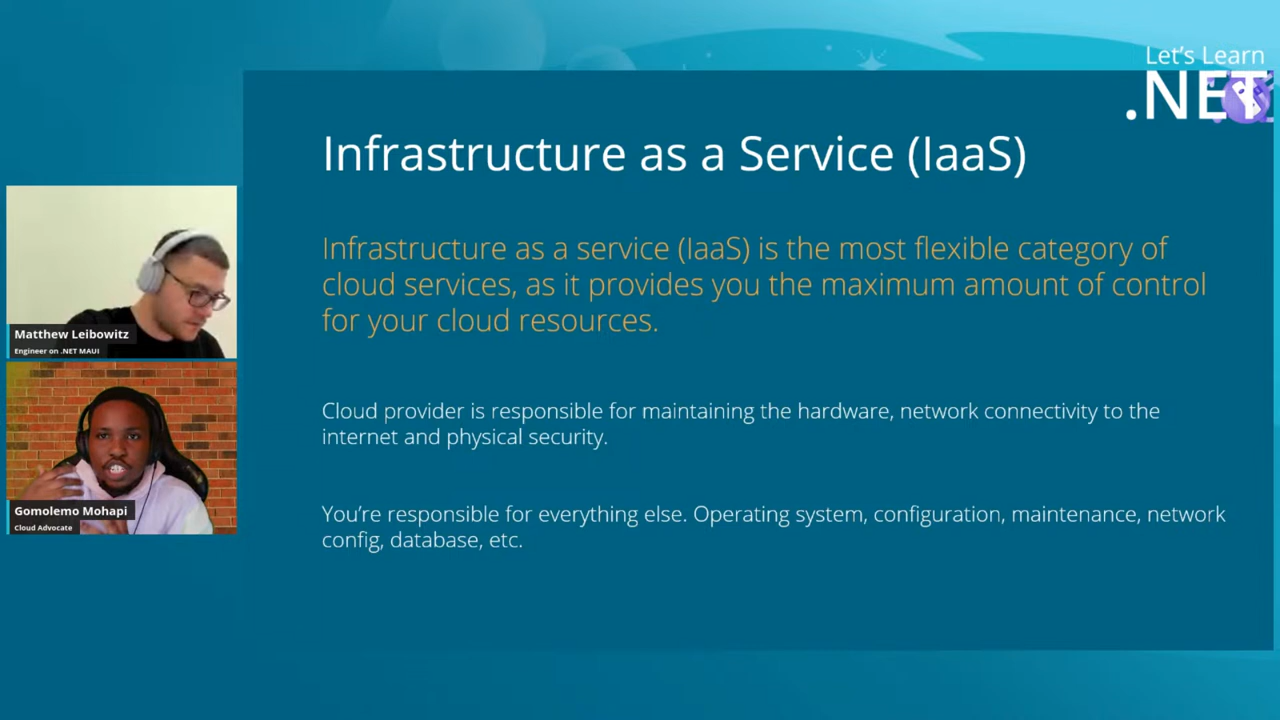 Let's Learn
.NET
Infrastructure as a Service (IaaS)
Infrastructure as a service (IaaS) is the most flexible category of
cloud services, as it provides you the maximum amount of control
for your cloud resources.
Cloud provider is responsible for maintaining the hardware, network connectivity to the
internet and physical security.
You’re responsible for everything else. Operating system, configuration, maintenance, network
config, database, etc.
Matthew Leibowitz
Engineer on .NET MAUI
Gomolemo Mohapi
Cloud Advocate